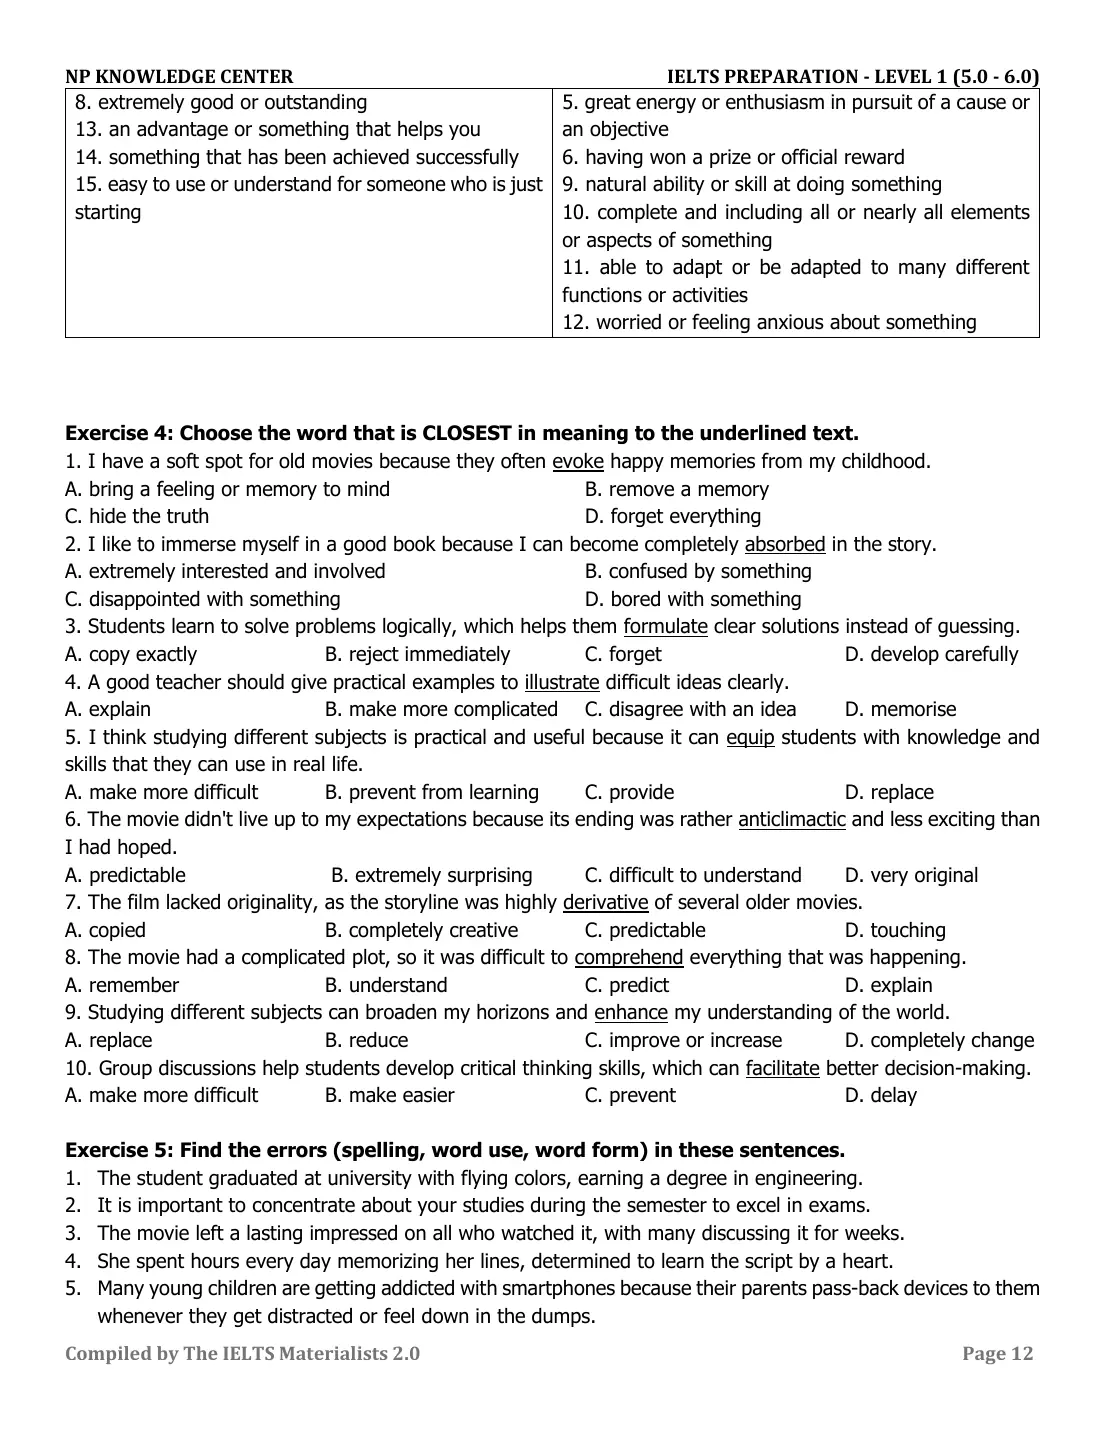 NP KNOWLEDGE CENTER IELTS PREPARATION - LEVEL 1 (5.0 - 6.0)
8. extremely good or outstanding
13. an advantage or something that helps you
14. something that has been achieved successfully
15. easy to use or understand for someone who is just
starting
5. great energy or enthusiasm in pursuit of a cause or
an objective
6. having won a prize or official reward
9. natural ability or skill at doing something
10. complete and including all or nearly all elements
or aspects of something
11. able to adapt or be adapted to many different
functions or activities
12. worried or feeling anxious about something
Exercise 4: Choose the word that is CLOSEST in meaning to the underlined text.
1. I have a soft spot for old movies because they often evoke happy memories from my childhood.
A. bring a feeling or memory to mind B. remove a memory
C. hide the truth D. forget everything
2. I like to immerse myself in a good book because I can become completely absorbed in the story.
A. extremely interested and involved B. confused by something
C. disappointed with something D. bored with something
3. Students learn to solve problems logically, which helps them formulate clear solutions instead of guessing.
A. copy exactly B. reject immediately C. forget D. develop carefully
4. A good teacher should give practical examples to illustrate difficult ideas clearly.
A. explain B. make more complicated C. disagree with an idea D. memorise
5. I think studying different subjects is practical and useful because it can equip students with knowledge and
skills that they can use in real life.
A. make more difficult B. prevent from learning C. provide D. replace
6. The movie didn't live up to my expectations because its ending was rather anticlimactic and less exciting than
I had hoped.
A. predictable B. extremely surprising C. difficult to understand D. very original
7. The film lacked originality, as the storyline was highly derivative of several older movies.
A. copied B. completely creative C. predictable D. touching
8. The movie had a complicated plot, so it was difficult to comprehend everything that was happening.
A. remember B. understand C. predict D. explain
9. Studying different subjects can broaden my horizons and enhance my understanding of the world.
A. replace B. reduce C. improve or increase D. completely change
10. Group discussions help students develop critical thinking skills, which can facilitate better decision-making.
A. make more difficult B. make easier C. prevent D. delay
Exercise 5: Find the errors (spelling, word use, word form) in these sentences.
1. The student graduated at university with flying colors, earning a degree in engineering.
2. It is important to concentrate about your studies during the semester to excel in exams.
3. The movie left a lasting impressed on all who watched it, with many discussing it for weeks.
4. She spent hours every day memorizing her lines, determined to learn the script by a heart.
5. Many young children are getting addicted with smartphones because their parents pass-back devices to them
whenever they get distracted or feel down in the dumps.
Compiled by The IELTS Materialists 2.0 Page 12